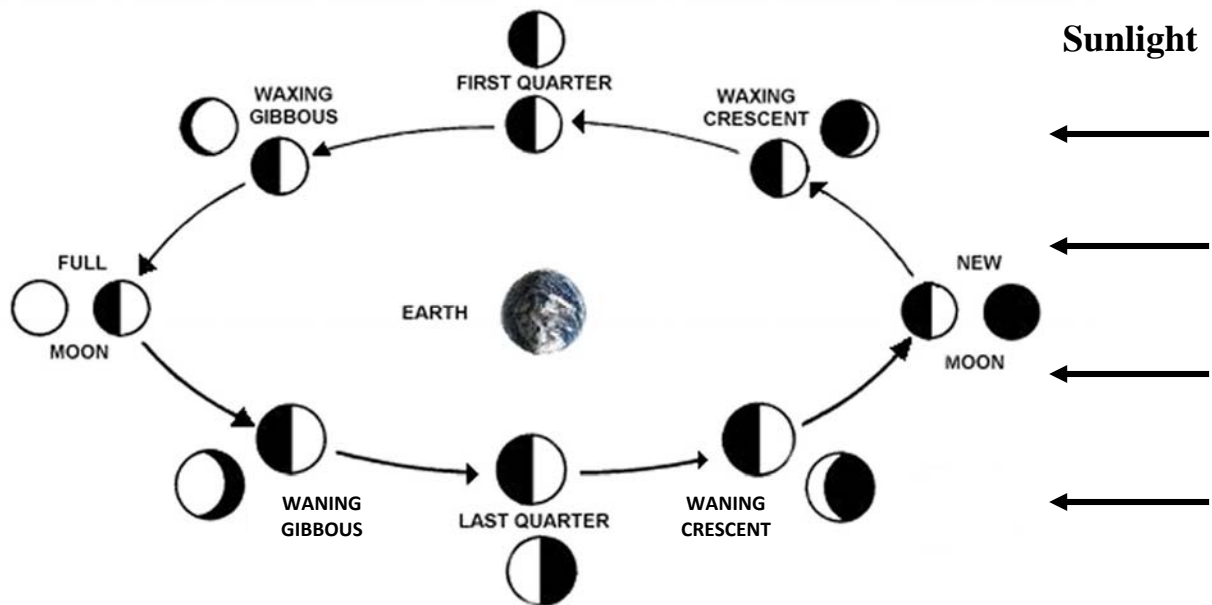 Sunlight
FIRST QUARTER
WAXING
GIBBOUS
WAXING
CRESCENT
FULL
MOON
EARTH
NEW
MOON
WANING
GIBBOUS
LAST QUARTER
WANING
CRESCENT